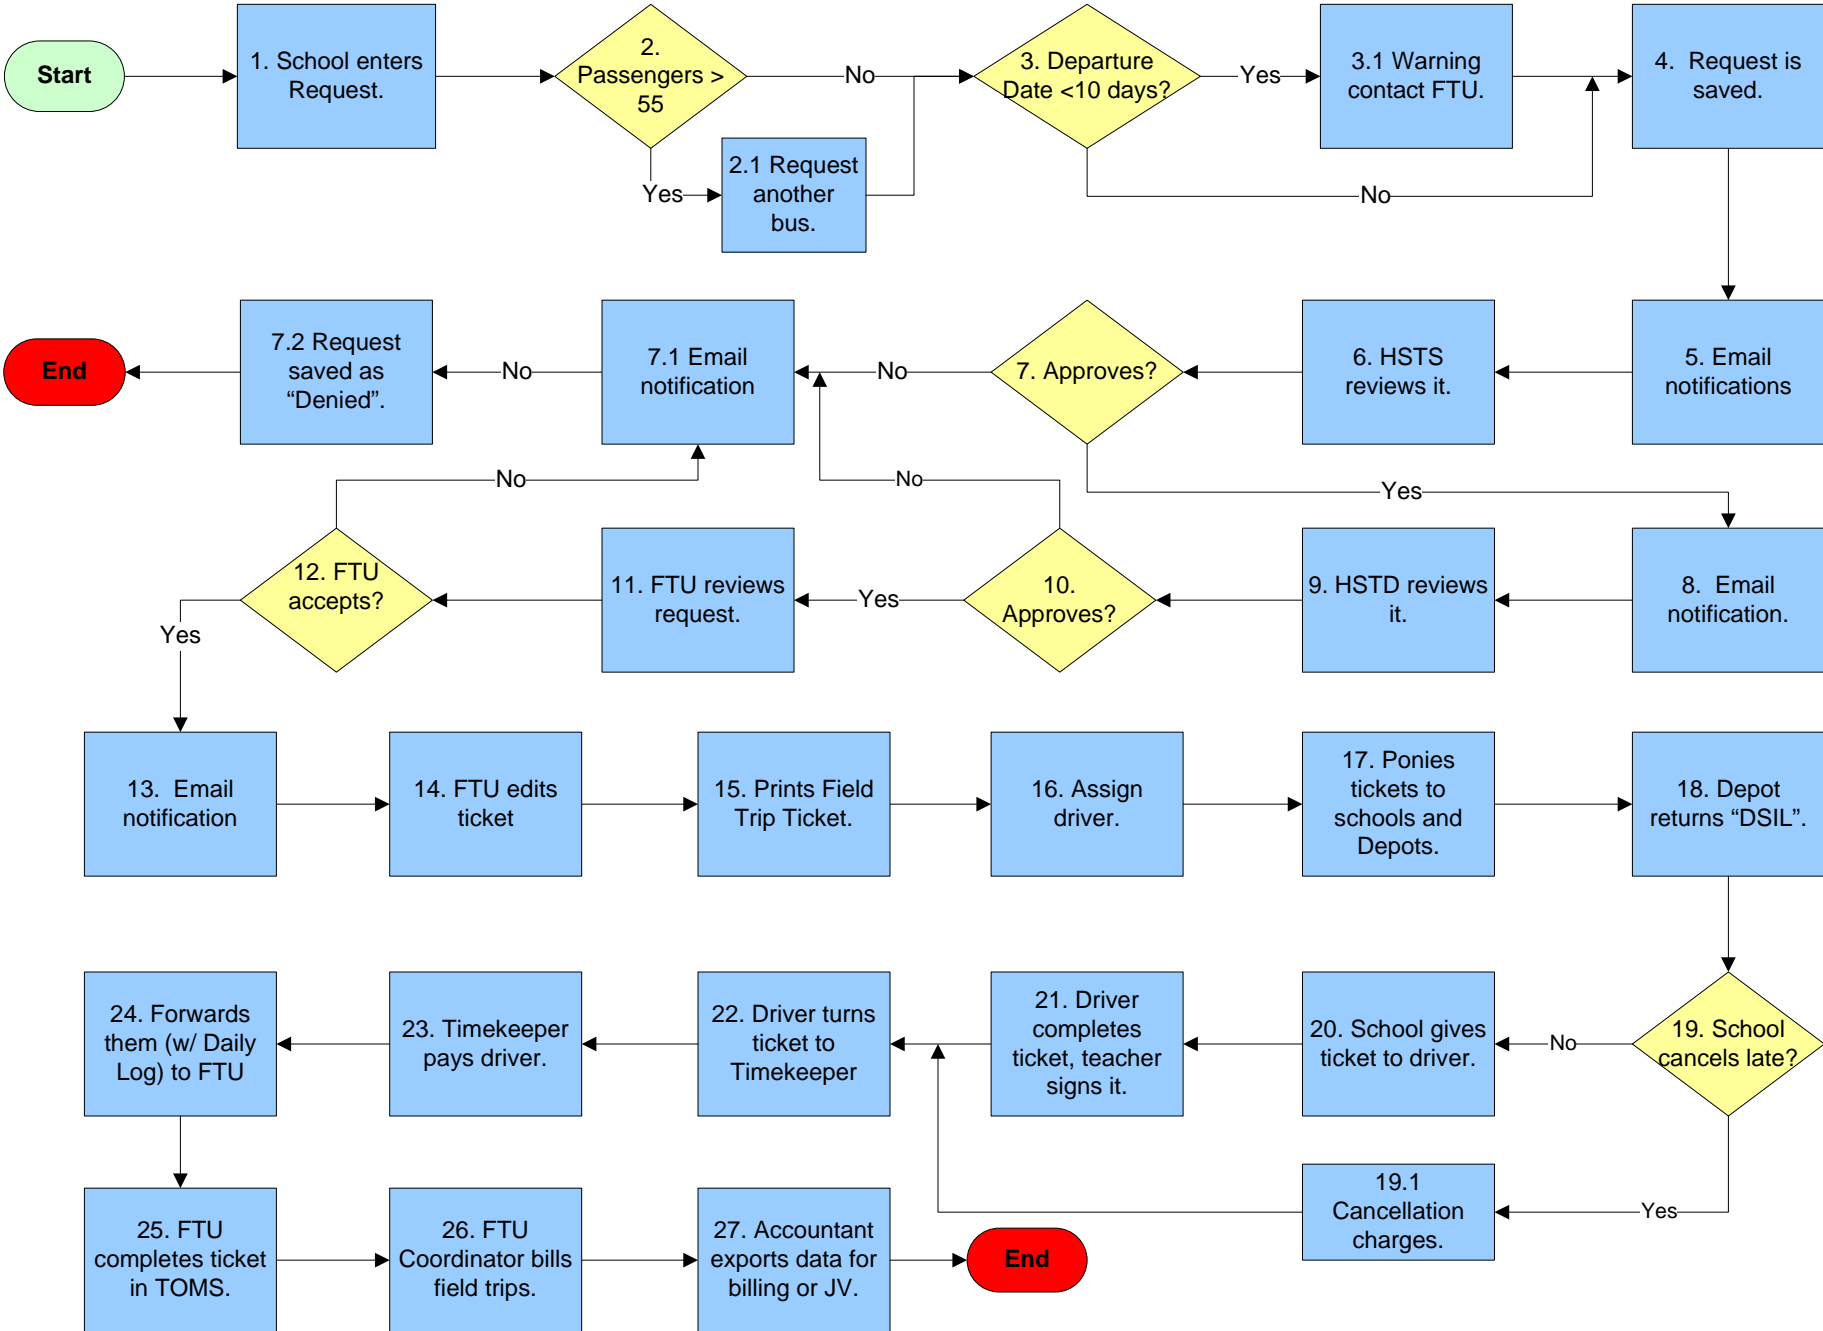 Start
1. School enters
Request.
2.
Passengers >
55
No
3. Departure
Date <10 days?
Yes
3.1 Warning
contact FTU.
4.  Request is
saved.
Yes
2.1 Request
another
bus.
No
End
7.2 Request
saved as
“Denied”.
No
7.1 Email
notification
No
7. Approves?
6. HSTS
reviews it.
5. Email
notifications
No
No
Yes
12. FTU
accepts?
11. FTU reviews
request.
Yes
10.
Approves?
9. HSTD reviews
it.
8.  Email
notification.
Yes
13.  Email
notification
14. FTU edits
ticket
15. Prints Field
Trip Ticket.
16. Assign
driver.
17. Ponies
tickets to
schools and
Depots.
18. Depot
returns “DSIL”.
24. Forwards
them (w/ Daily
Log) to FTU
23. Timekeeper
pays driver.
22. Driver turns
ticket to
Timekeeper
21. Driver
completes
ticket, teacher
signs it.
20. School gives
ticket to driver.
No
19. School
cancels late?
19.1
Cancellation
charges.
Yes
25. FTU
completes ticket
in TOMS.
26. FTU
Coordinator bills
field trips.
27. Accountant
exports data for
billing or JV.
End